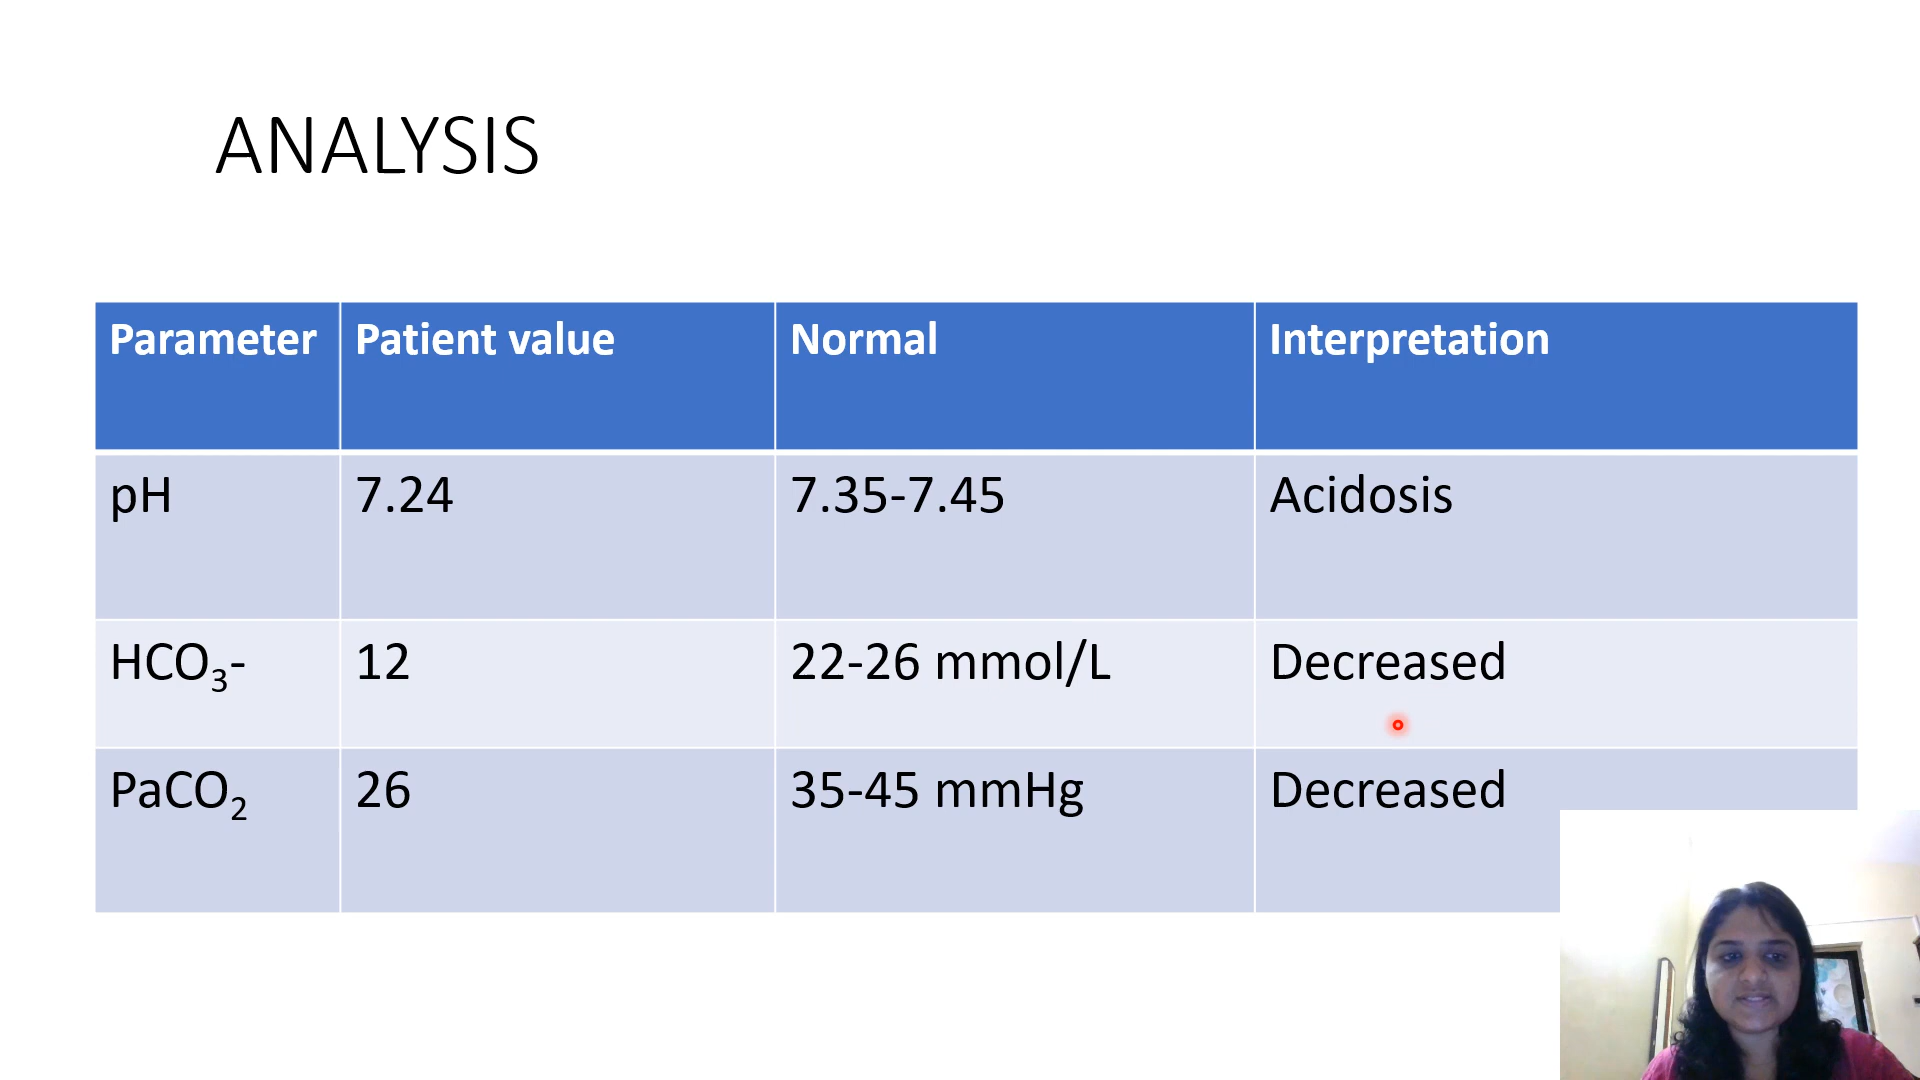 ANALYSIS
Parameter Patient value Normal Interpretation
pH 7.24 7.35-7.45 Acidosis
HCO₃- 12 22-26 mmol/L Decreased
PaCO₂ 26 35-45 mmHg Decreased